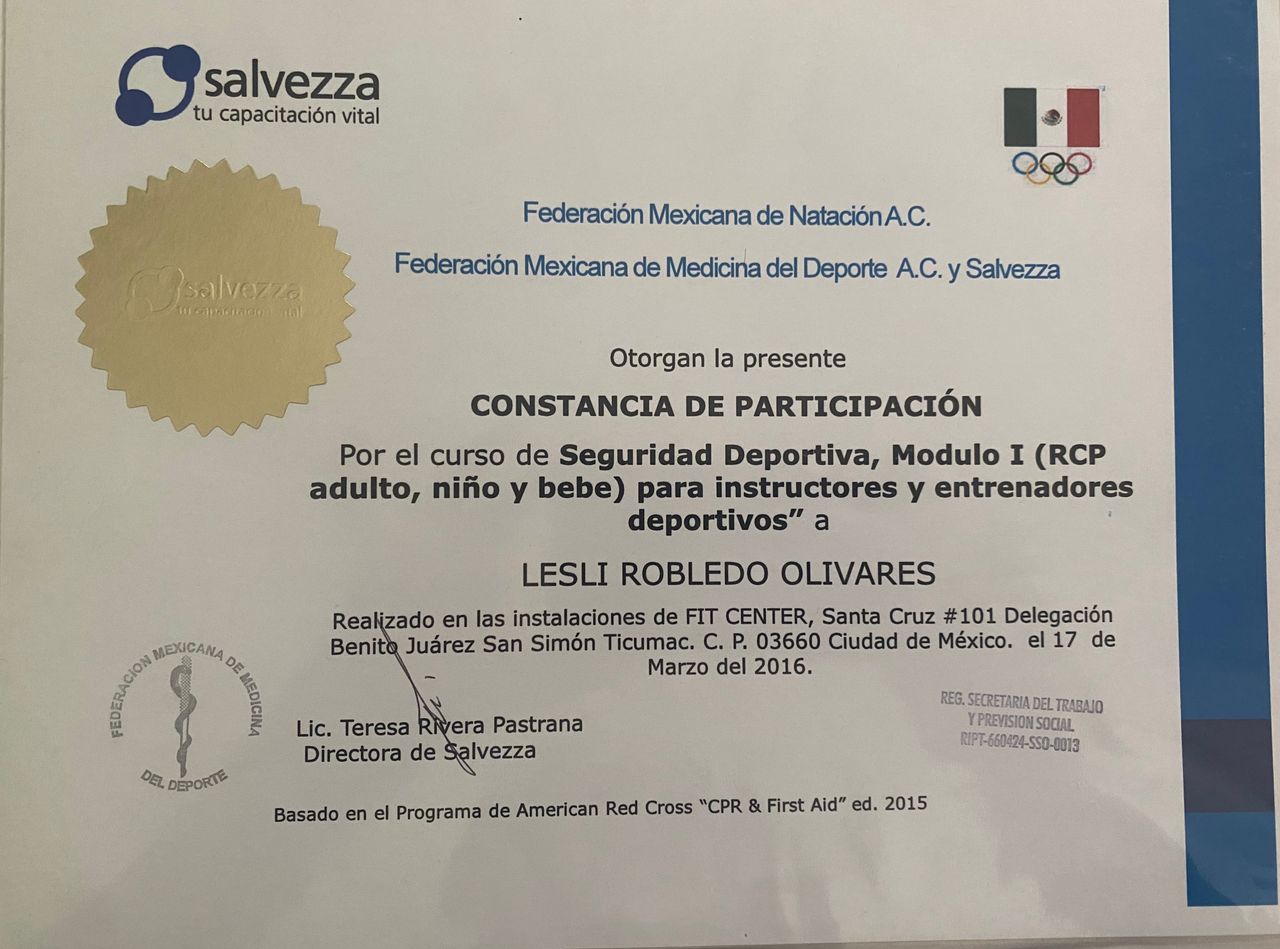 salvezza
tu capacitación vital
salvezza
tu capacitación vital
Federación Mexicana de Natación A.C.
Federación Mexicana de Medicina del Deporte A.C. y Salvezza
Otorgan la presente
CONSTANCIA DE PARTICIPACIÓN
Por el curso de Seguridad Deportiva, Modulo I (RCP
adulto, niño y bebe) para instructores y entrenadores
deportivos” a
LESLI ROBLEDO OLIVARES
Realizado en las instalaciones de FIT CENTER, Santa Cruz #101 Delegación
Benito Juárez San Simón Ticumac. C. P. 03660 Ciudad de México. el 17 de
Marzo del 2016.
FEDERACION MEXICANA DE MEDICINA
DEL DEPORTE
Lic. Teresa Rivera Pastrana
Directora de Salvezza
REG. SECRETARIA DEL TRABAJO
Y PREVISION SOCIAL
RIPT-660424-SSO-0013
Basado en el Programa de American Red Cross “CPR & First Aid” ed. 2015